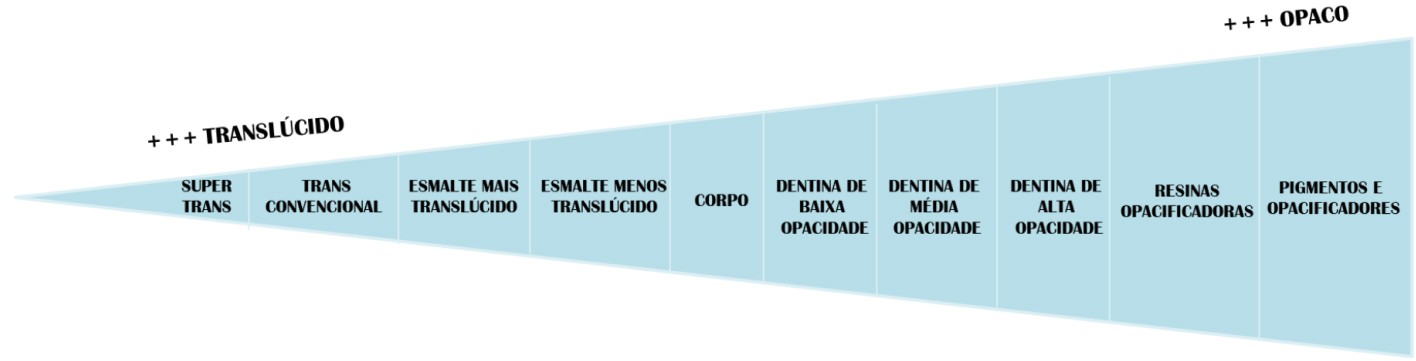 + + + OPACO
+ + + TRANSLÚCIDO
SUPER
TRANS
TRANS
CONVENCIONAL
ESMALTE MAIS
TRANSLÚCIDO
ESMALTE MENOS
TRANSLÚCIDO
CORPO
DENTINA DE
BAIXA
OPACIDADE
DENTINA DE
MÉDIA
OPACIDADE
DENTINA DE
ALTA
OPACIDADE
RESINAS
OPACIFICADORAS
PIGMENTOS E
OPACIFICADORES